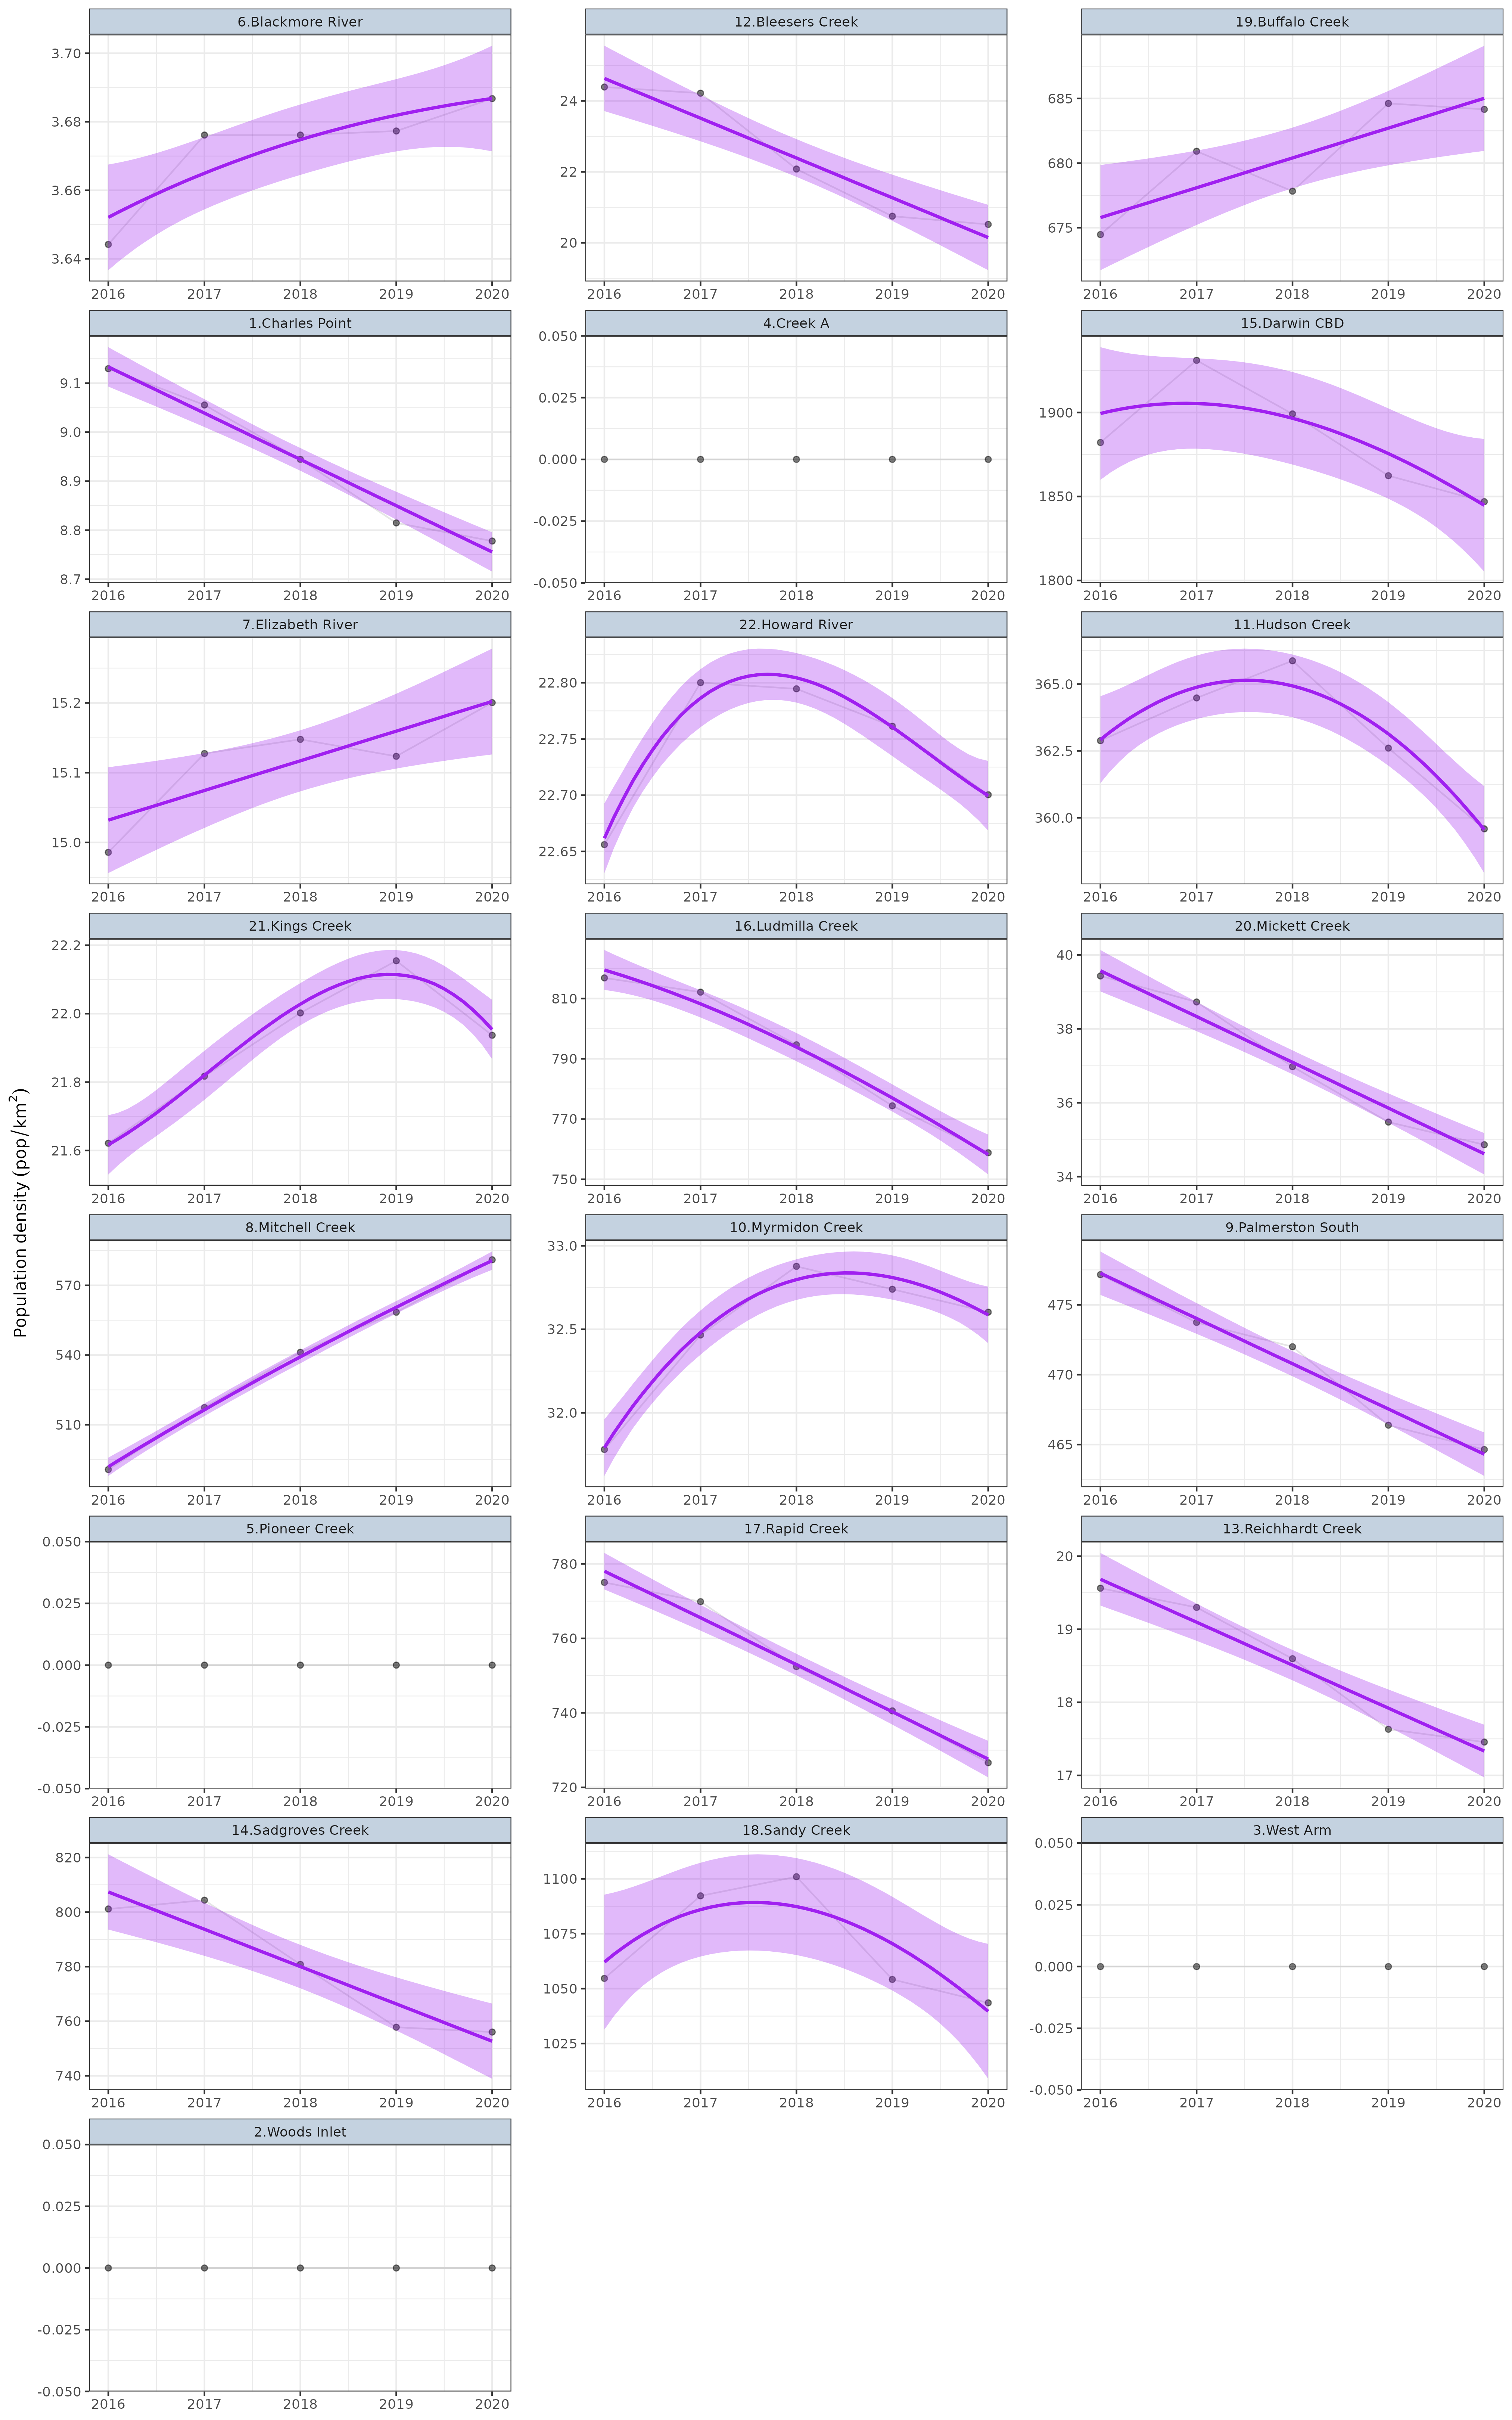 Population density (pop/km²)
6.Blackmore River
3.70
3.68
3.66
3.64
2016 2017 2018 2019 2020
12.Bleesers Creek
24
22
20
2016 2017 2018 2019 2020
19.Buffalo Creek
685
680
675
2016 2017 2018 2019 2020
1.Charles Point
9.1
9.0
8.9
8.8
8.7
2016 2017 2018 2019 2020
4.Creek A
0.050
0.025
0.000
-0.025
-0.050
2016 2017 2018 2019 2020
15.Darwin CBD
1900
1850
1800
2016 2017 2018 2019 2020
7.Elizabeth River
15.2
15.1
15.0
2016 2017 2018 2019 2020
22.Howard River
22.80
22.75
22.70
22.65
2016 2017 2018 2019 2020
11.Hudson Creek
365.0
362.5
360.0
2016 2017 2018 2019 2020
21.Kings Creek
22.2
22.0
21.8
21.6
2016 2017 2018 2019 2020
16.Ludmilla Creek
810
790
770
750
2016 2017 2018 2019 2020
20.Mickett Creek
40
38
36
34
2016 2017 2018 2019 2020
8.Mitchell Creek
570
540
510
2016 2017 2018 2019 2020
10.Myrmidon Creek
33.0
32.5
32.0
2016 2017 2018 2019 2020
9.Palmerston South
475
470
465
2016 2017 2018 2019 2020
5.Pioneer Creek
0.050
0.025
0.000
-0.025
-0.050
2016 2017 2018 2019 2020
17.Rapid Creek
780
760
740
720
2016 2017 2018 2019 2020
13.Reichhardt Creek
20
19
18
17
2016 2017 2018 2019 2020
14.Sadgroves Creek
820
800
780
760
740
2016 2017 2018 2019 2020
18.Sandy Creek
1100
1075
1050
1025
2016 2017 2018 2019 2020
3.West Arm
0.050
0.025
0.000
-0.025
-0.050
2016 2017 2018 2019 2020
2.Woods Inlet
0.050
0.025
0.000
-0.025
-0.050
2016 2017 2018 2019 2020